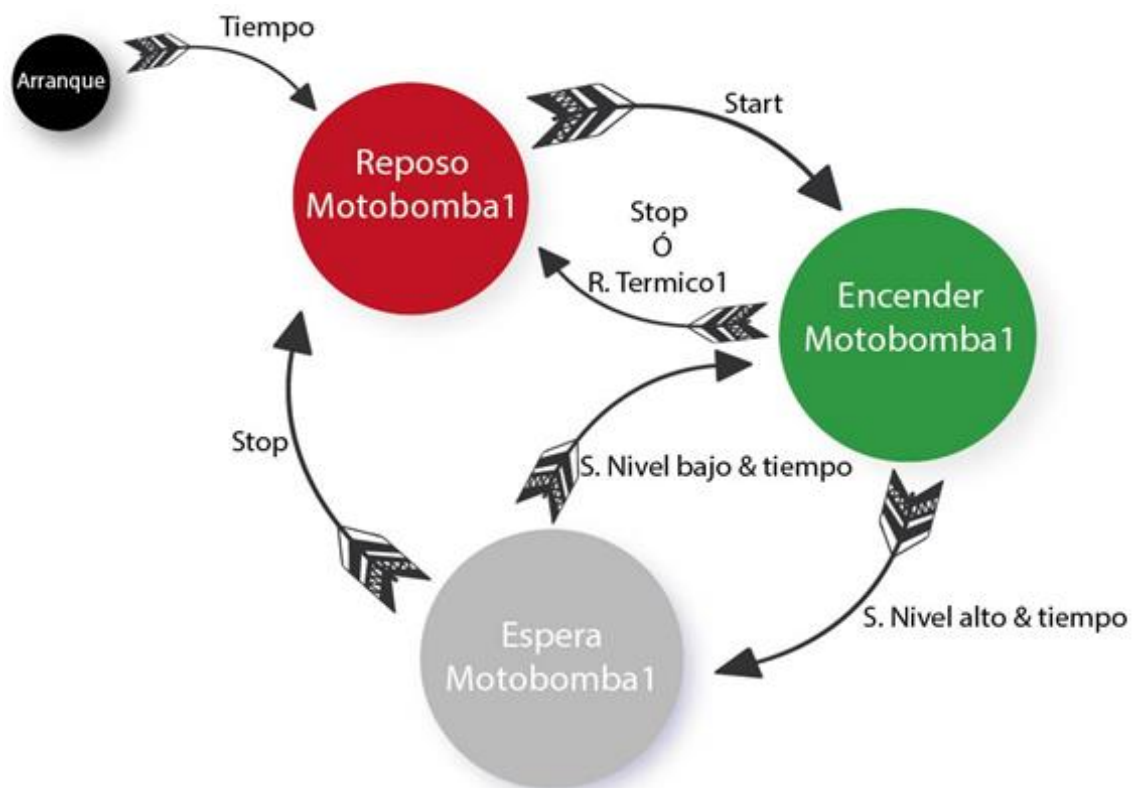 Tiempo
Arranque
Start
Reposo
Motobomba1
Stop
Ó
R. Termico1
Encender
Motobomba1
Stop
S. Nivel bajo & tiempo
S. Nivel alto & tiempo
Espera
Motobomba1